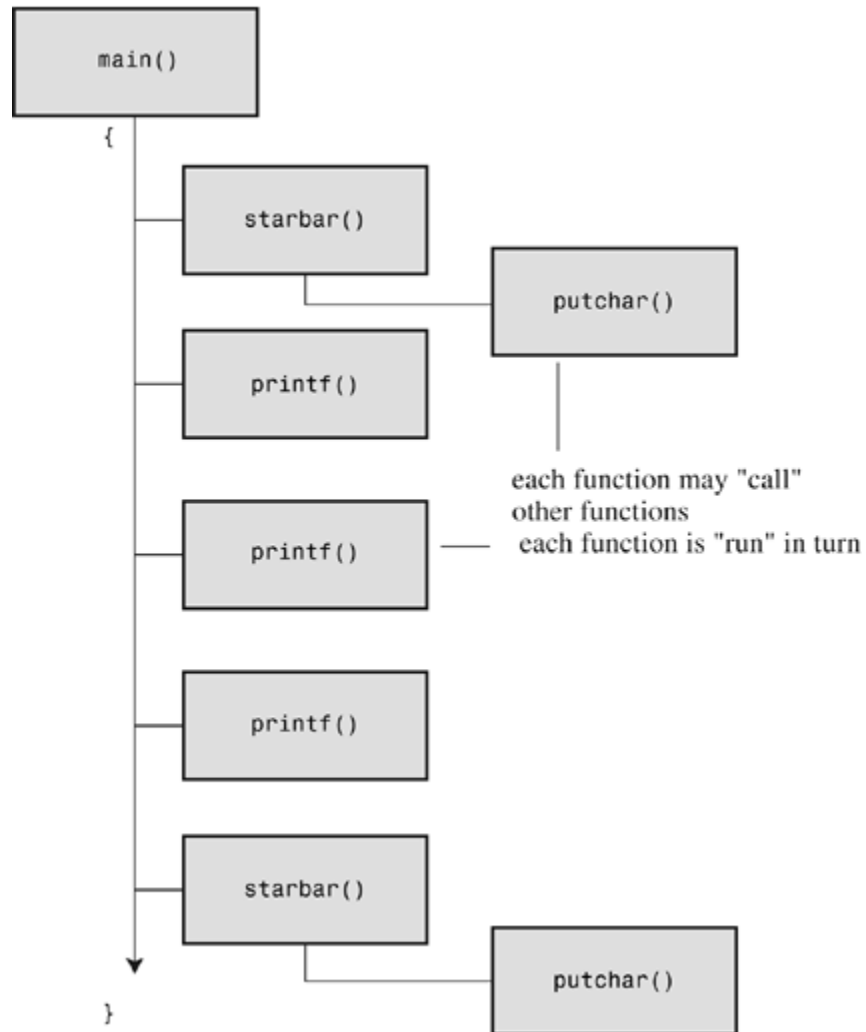 main()
{
starbar()
putchar()
printf()
each function may "call"
other functions
each function is "run" in turn
printf()
printf()
starbar()
putchar()
}